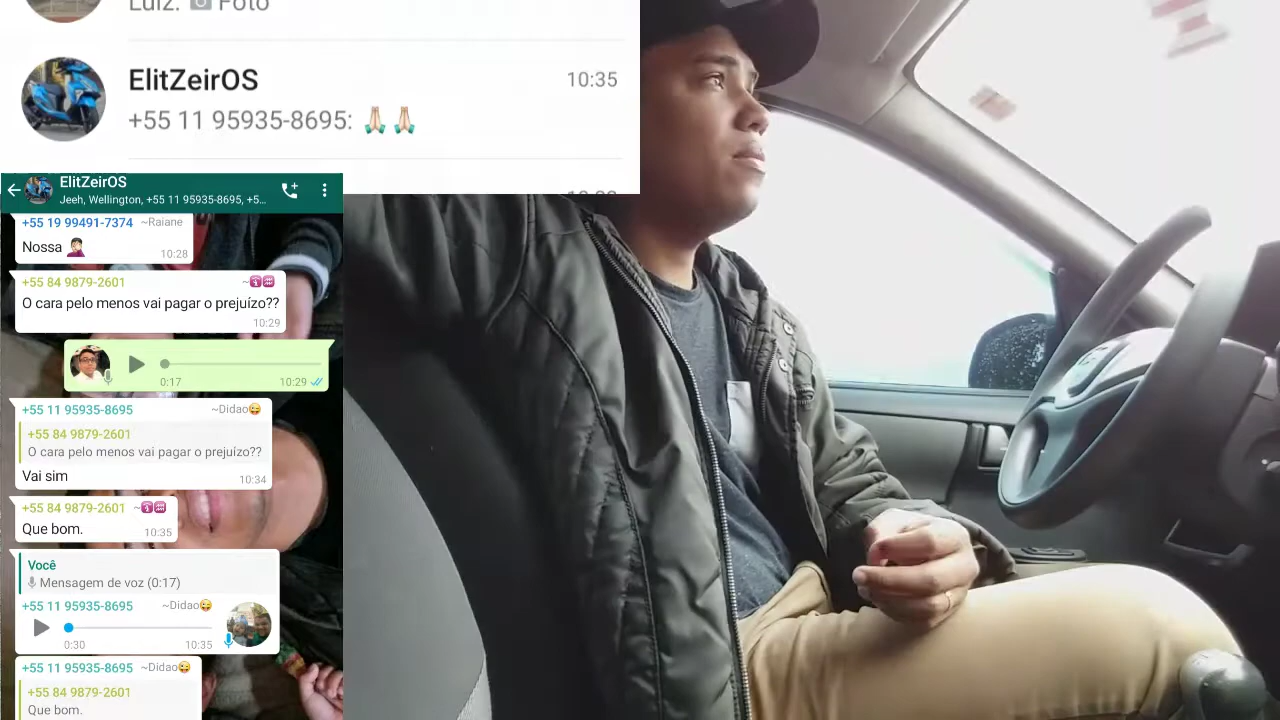 Luiz: Foto
ElitZeirOS
10:35
+55 11 95935-8695: 🙏🏻🙏🏻
ElitZeirOS
Jeeh, Wellington, +55 11 95935-8695, +5...
+55 19 99491-7374 ~Raiane
Nossa 🤦🏻‍♀️
10:28
+55 84 9879-2601 ~🛐♒
O cara pelo menos vai pagar o prejuízo??
10:29
0:17 10:29
+55 11 95935-8695 ~Didao😜
+55 84 9879-2601
O cara pelo menos vai pagar o prejuízo??
Vai sim
10:34
+55 84 9879-2601 ~🛐♒
Que bom. 10:35
Você
Mensagem de voz (0:17)
+55 11 95935-8695 ~Didao😜
0:30 10:35
+55 11 95935-8695 ~Didao😜
+55 84 9879-2601
Que bom.